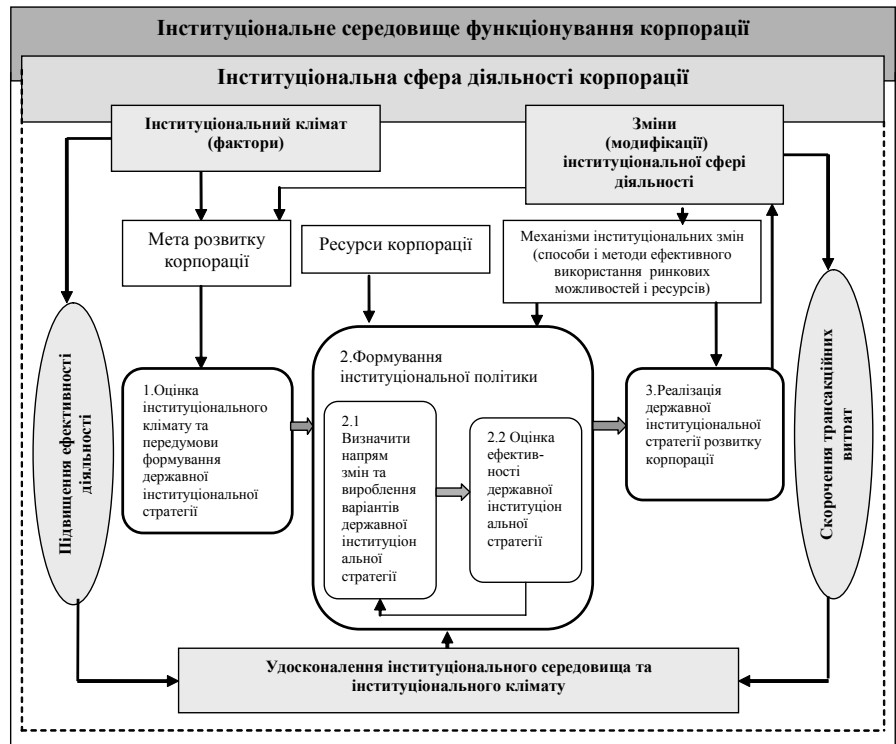 Інституціональне середовище функціонування корпорації
Інституціональна сфера діяльності корпорації
Інституціональний клімат
(фактори)
Зміни
(модифікації)
інституціональної сфері
діяльності
Мета розвитку
корпорації
Ресурси корпорації
Механізми інституціональних змін
(способи і методи ефективного
використання ринкових
можливостей і ресурсів)
Підвищення ефективності
діяльності
1.Оцінка
інституціонального
клімату та
передумови
формування
державної
інституціональної
стратегії
2.Формування
інституціональної політики
2.1
Визначити
напрям
змін та
вироблення
варіантів
державної
інституціон
альної
стратегії
2.2 Оцінка
ефектив-
ності
державної
інституціон
альної
стратегії
3.Реалізація
державної
інституціональної
стратегії розвитку
корпорації
Скорочення трансакційних
витрат
Удосконалення інституціонального середовища та
інституціонального клімату